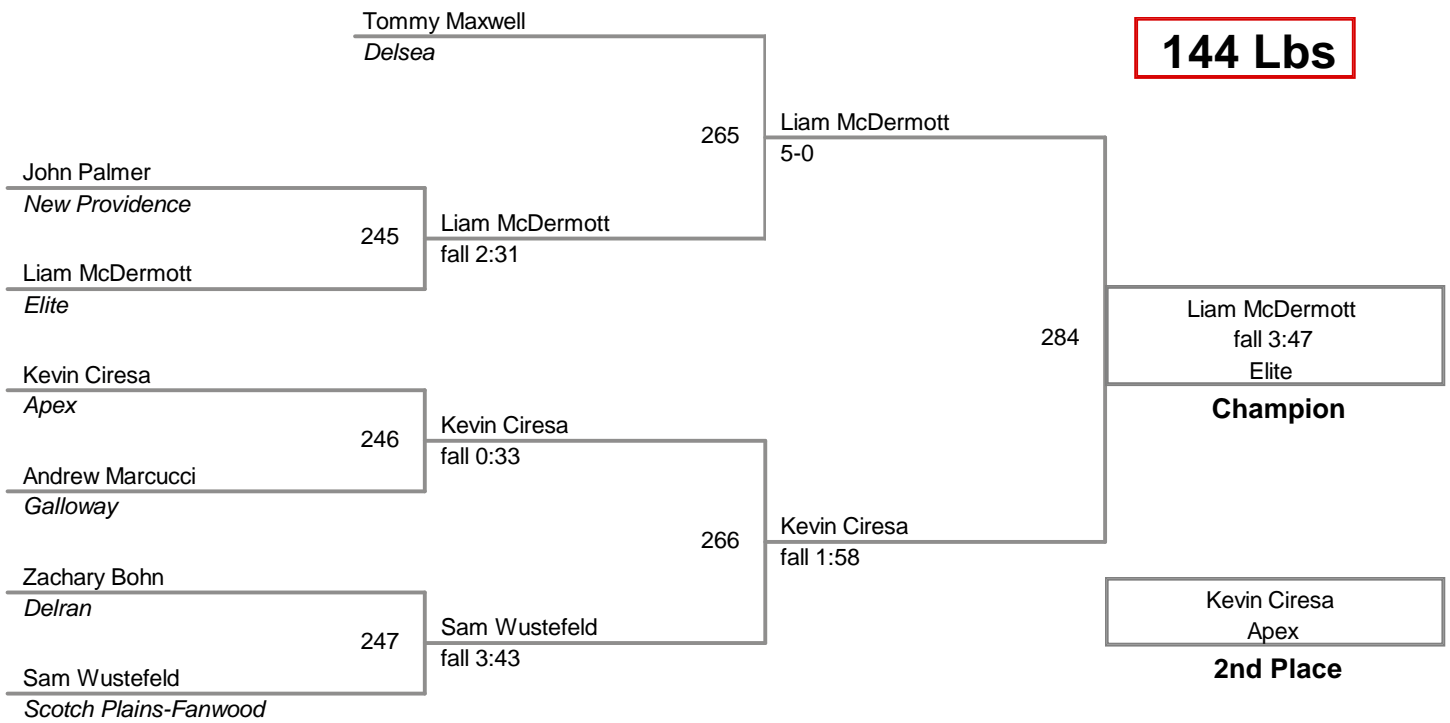 Tommy Maxwell
Delsea
144 Lbs
265
Liam McDermott
5-0
John Palmer
New Providence
245
Liam McDermott
fall 2:31
Liam McDermott
Elite
284
Liam McDermott
fall 3:47
Elite
Champion
Kevin Ciresa
Apex
246
Kevin Ciresa
fall 0:33
Andrew Marcucci
Galloway
266
Kevin Ciresa
fall 1:58
Zachary Bohn
Delran
247
Sam Wustefeld
fall 3:43
Sam Wustefeld
Scotch Plains-Fanwood
Kevin Ciresa
Apex
2nd Place